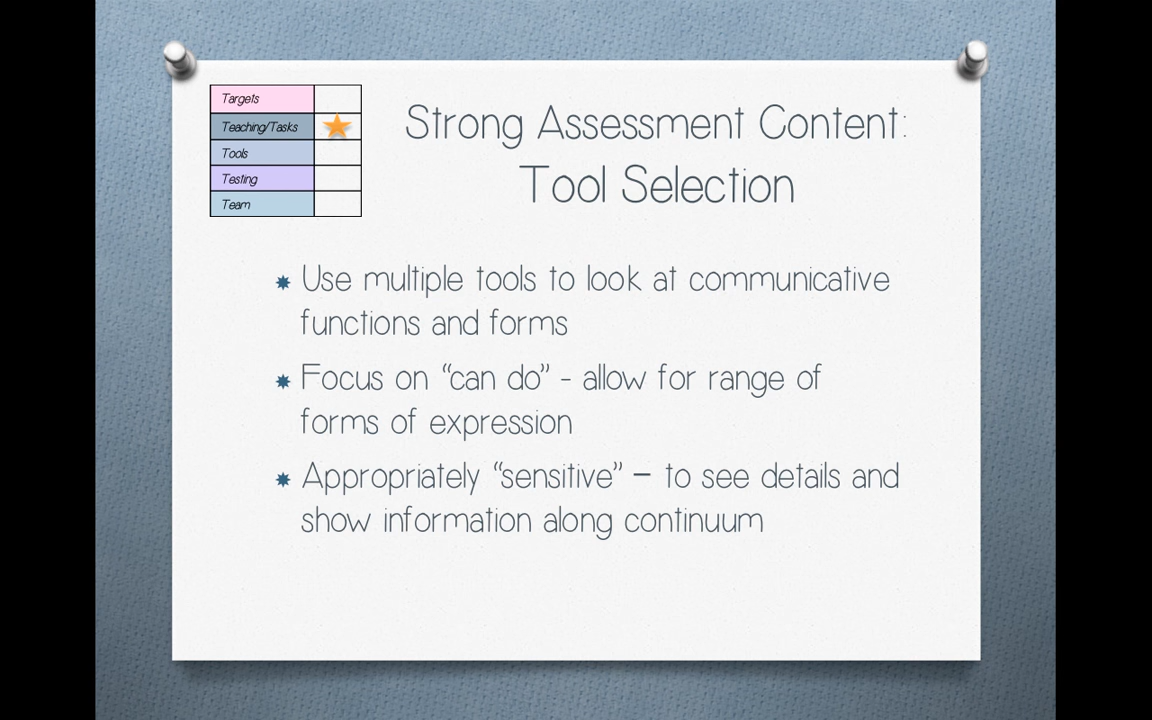 Targets
Teaching/Tasks
Tools
Testing
Team
Strong Assessment Content:
Tool Selection
Use multiple tools to look at communicative
functions and forms
Focus on “can do” - allow for range of
forms of expression
Appropriately “sensitive” – to see details and
show information along continuum